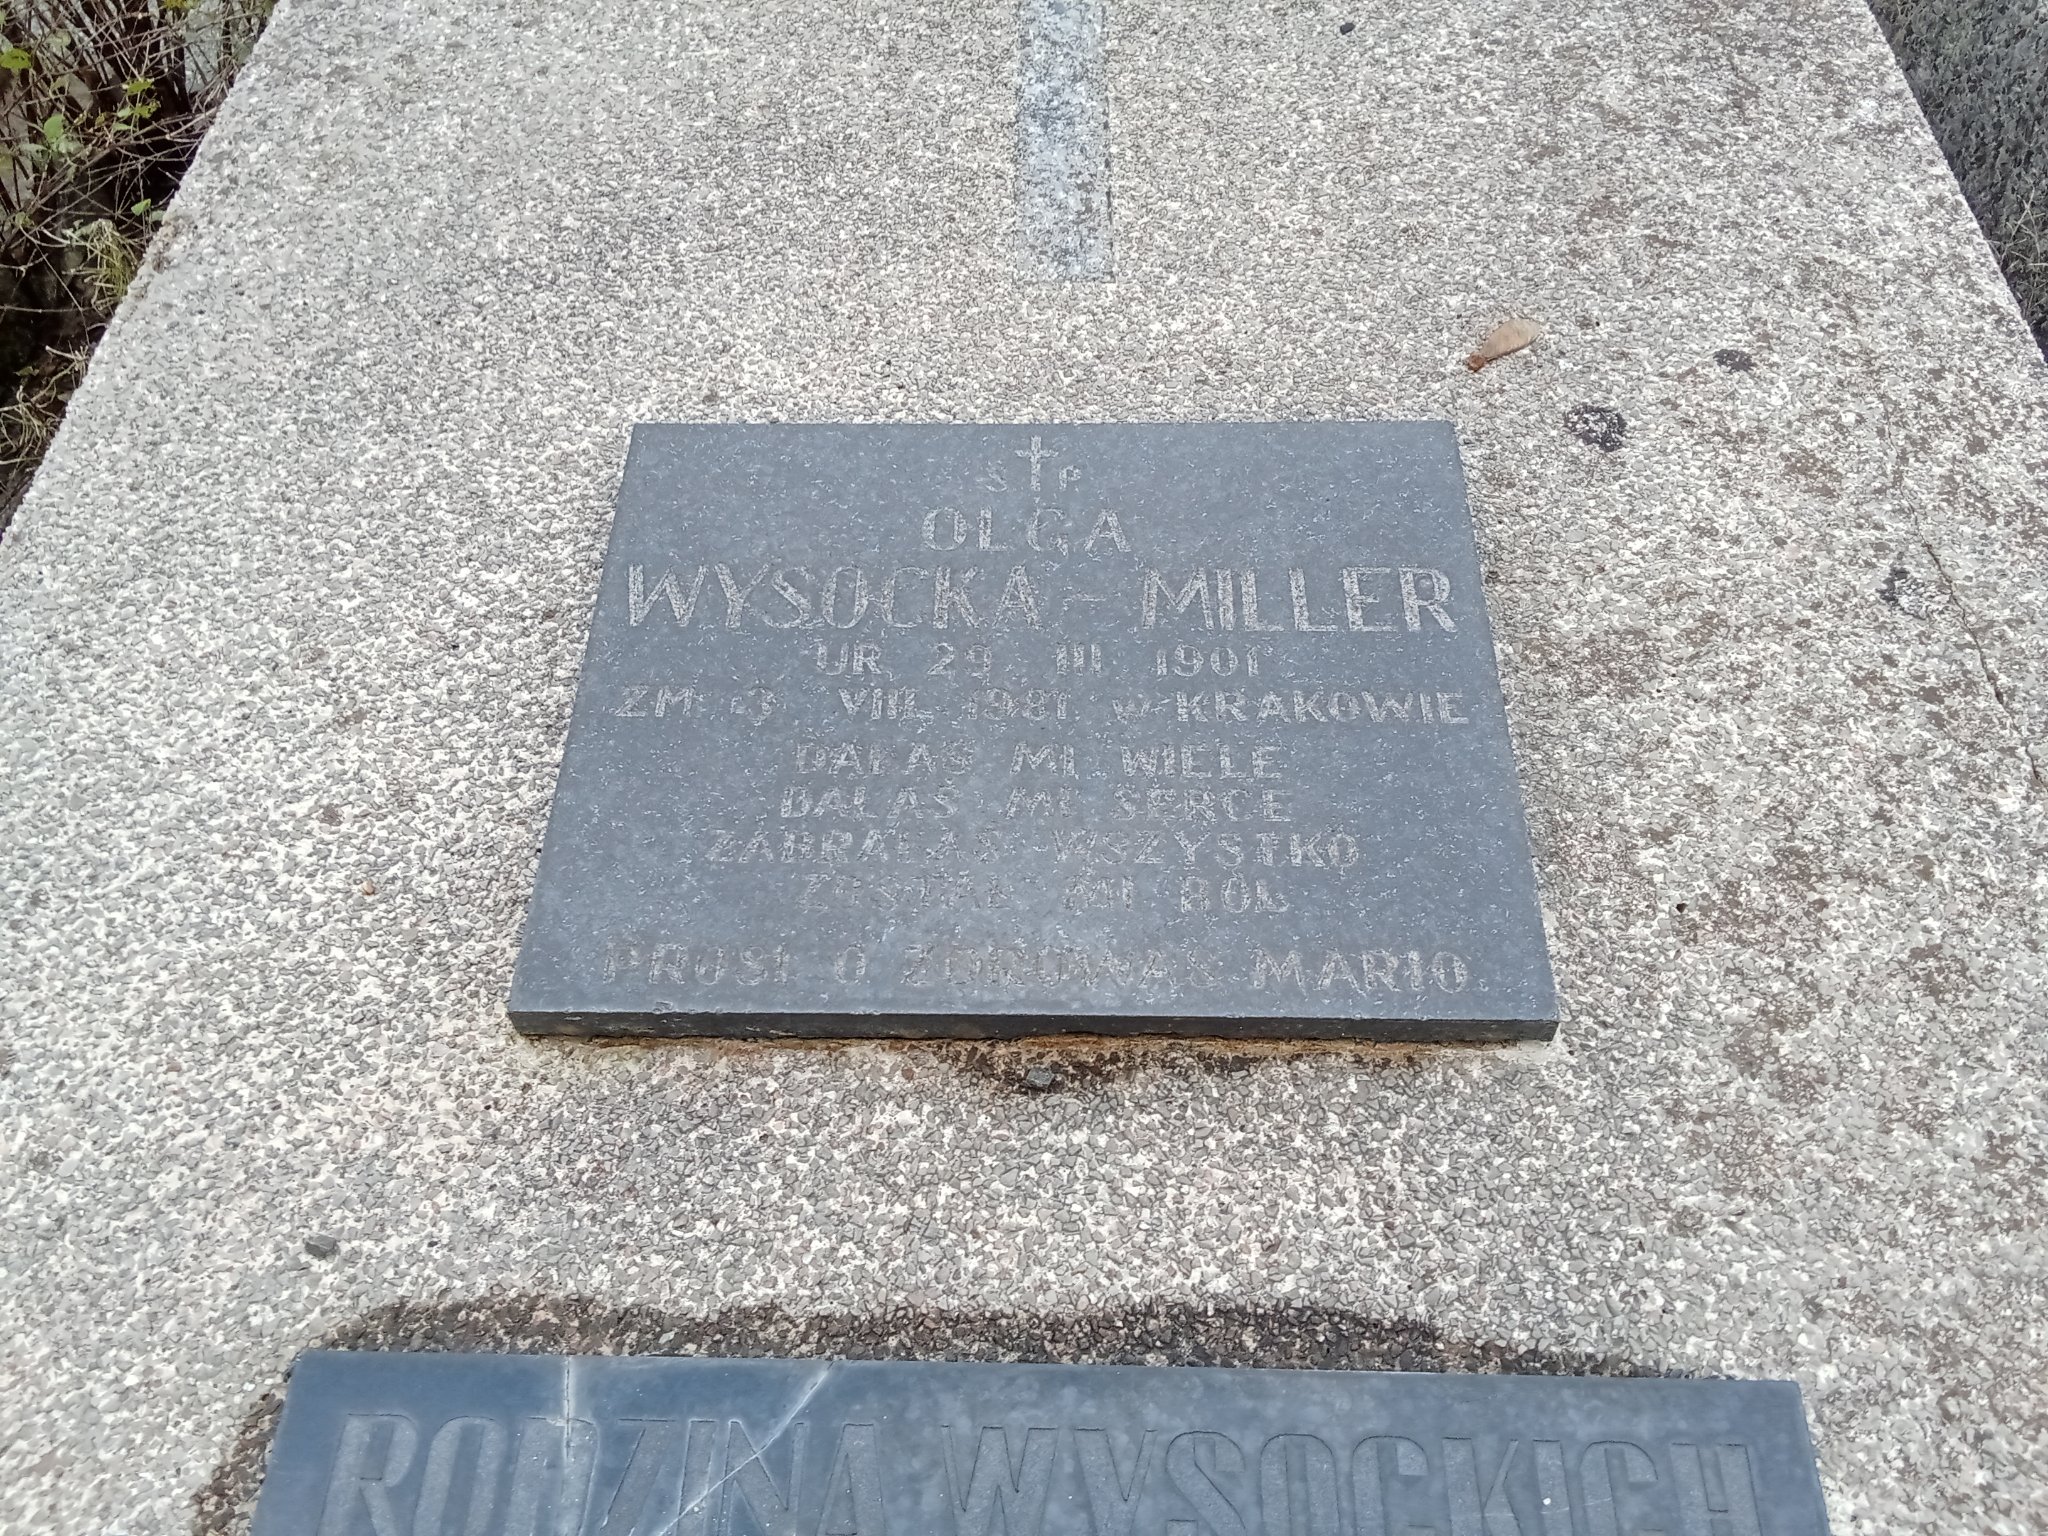 S P
OLGA
WYSOCKA - MILLER
UR 29 III 1901
ZM 3 VIII 1981 W KRAKOWIE
DAŁAŚ MI WIELE
DAŁAŚ MI SERCE
ZABRAŁAŚ WSZYSTKO
ZOSTAŁ MI BÓL
PROSI O ZDROWAŚ MARIO
RODZINA WYSOCKICH